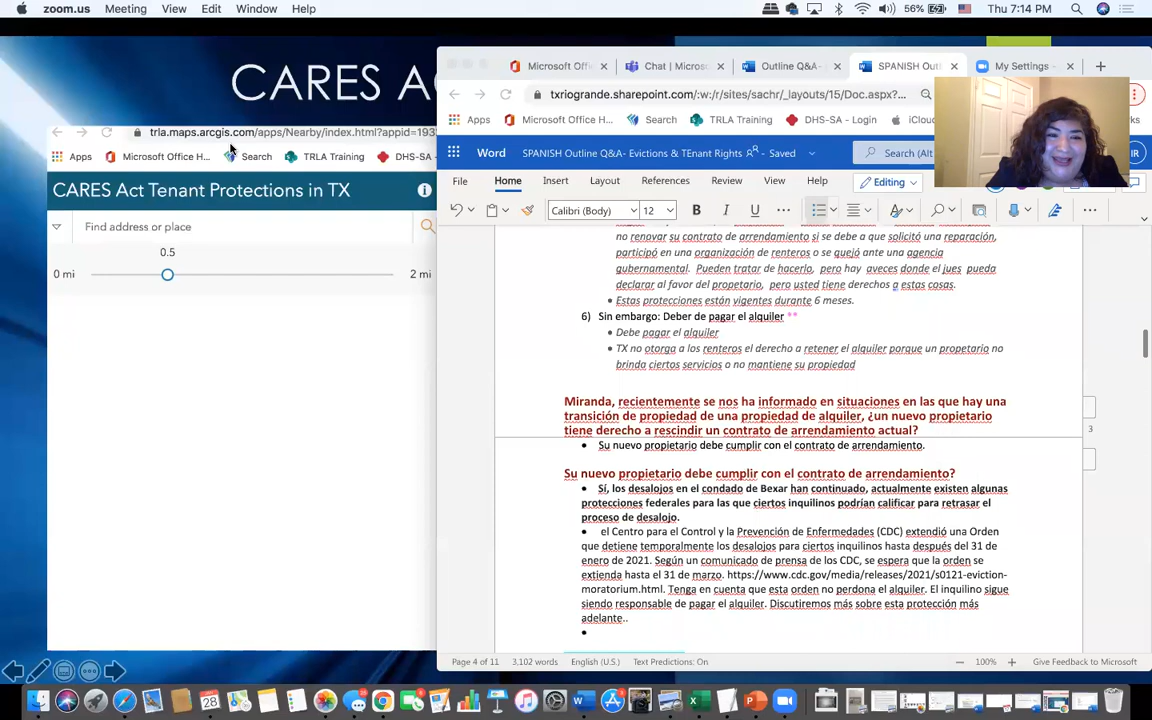 zoom.us Meeting View Edit Window Help 56% Thu 7:14 PM
CARES AC
trla.maps.arcgis.com/apps/Nearby/index.html?appid=193
Apps Microsoft Office H... Search TRLA Training DHS-SA -
CARES Act Tenant Protections in TX
Find address or place
0.5
0 mi 2 mi
Microsoft Offi Chat | Micros Outline Q&A- SPANISH Out My Settings -
txriogrande.sharepoint.com/:w:/r/sites/sachr/_layouts/15/Doc.aspx?...
Apps Microsoft Office H... Search TRLA Training DHS-SA - Login iCloud
Word SPANISH Outline Q&A- Evictions & TEnant Rights - Saved Search (Alt
File Home Insert Layout References Review View Help Editing
Calibri (Body) 12 B I U
no renovar su contrato de arrendamiento si se debe a que solicitó una reparación,
participó en una organización de renteros o se quejó ante una agencia
gubernamental. Pueden tratar de hacerlo, pero hay aveces donde el jues pueda
declarar al favor del propetario, pero usted tiene derechos a estas cosas.
• Estas protecciones están vigentes durante 6 meses.
6) Sin embargo: Deber de pagar el alquiler **
• Debe pagar el alquiler
• TX no otorga a los renteros el derecho a retener el alquiler porque un propetario no
brinda ciertos servicios o no mantiene su propiedad
Miranda, recientemente se nos ha informado en situaciones en las que hay una
transición de propiedad de una propiedad de alquiler, ¿un nuevo propietario
tiene derecho a rescindir un contrato de arrendamiento actual?
• Su nuevo propietario debe cumplir con el contrato de arrendamiento.
3
Su nuevo propietario debe cumplir con el contrato de arrendamiento?
• Sí, los desalojos en el condado de Bexar han continuado, actualmente existen algunas
protecciones federales para las que ciertos inquilinos podrían calificar para retrasar el
proceso de desalojo.
• el Centro para el Control y la Prevención de Enfermedades (CDC) extendió una Orden
que detiene temporalmente los desalojos para ciertos inquilinos hasta después del 31 de
enero de 2021. Según un comunicado de prensa de los CDC, se espera que la orden se
extienda hasta el 31 de marzo. https://www.cdc.gov/media/releases/2021/s0121-eviction-
moratorium.html. Tenga en cuenta que esta orden no perdona el alquiler. El inquilino sigue
siendo responsable de pagar el alquiler. Discutiremos más sobre esta protección más
adelante..
Page 4 of 11 3,102 words English (U.S.) Text Predictions: On 100% Give Feedback to Microsoft